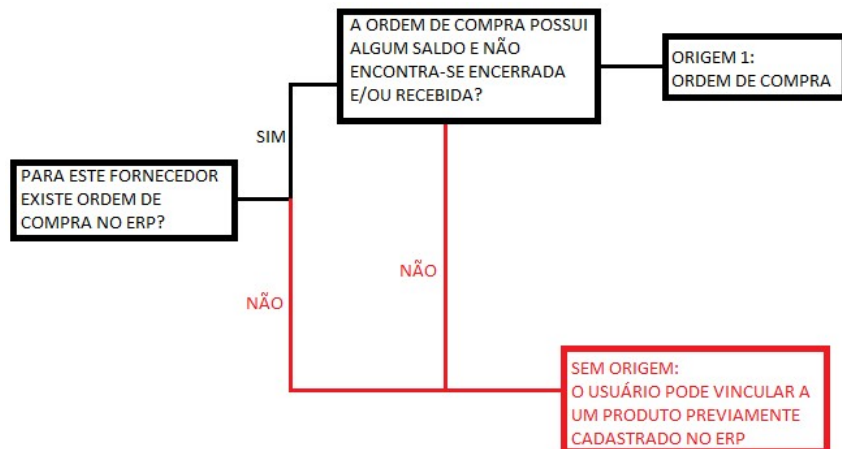 A ORDEM DE COMPRA POSSUI
ALGUM SALDO E NÃO
ENCONTRA-SE ENCERRADA
E/OU RECEBIDA?
ORIGEM 1:
ORDEM DE COMPRA
SIM
PARA ESTE FORNECEDOR
EXISTE ORDEM DE
COMPRA NO ERP?
NÃO
NÃO
SEM ORIGEM:
O USUÁRIO PODE VINCULAR A
UM PRODUTO PREVIAMENTE
CADASTRADO NO ERP